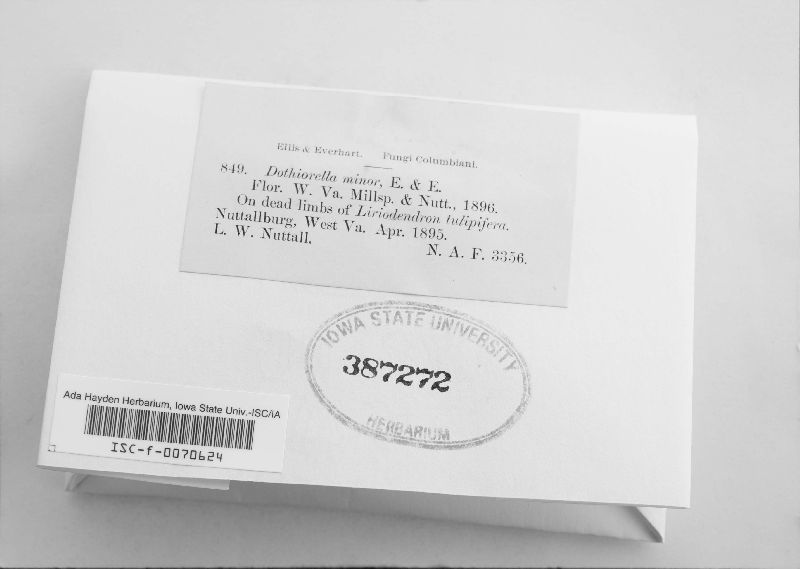 Ellis & Everhart. Fungi Columbiani.
849. Dothiorella minor, E. & E.
Flor. W. Va. Millsp. & Nutt., 1896.
On dead limbs of Liriodendron tulipifera.
Nuttallburg, West Va. Apr. 1895.
L. W. Nuttall.
N. A. F. 3356.
IOWA STATE UNIVERSITY
387272
HERBARIUM
Ada Hayden Herbarium, Iowa State Univ.-ISC/IA
ISC-f-0070624